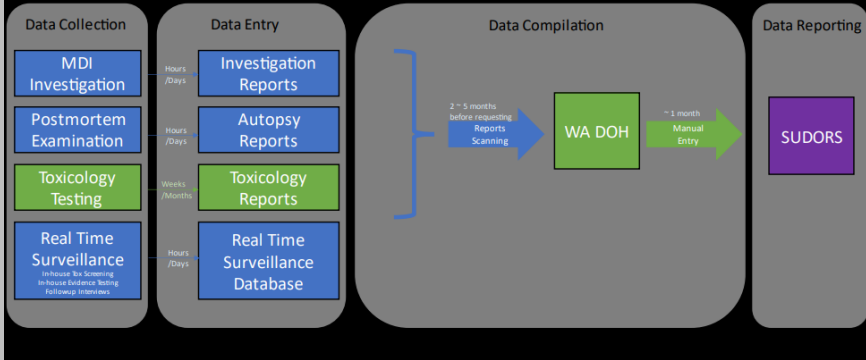 Data Collection
Data Entry
Data Compilation
Data Reporting
MDI
Investigation
Hours
/Days
Investigation
Reports
Postmortem
Examination
Hours
/Days
Autopsy
Reports
Toxicology
Testing
Weeks
/Months
Toxicology
Reports
Real Time
Surveillance
In-house Tox Screening
In-house Evidence Testing
Followup Interviews
Hours
/Days
Real Time
Surveillance
Database
2 ~ 5 months
before requesting
Reports
Scanning
WA DOH
~ 1 month
Manual
Entry
SUDORS